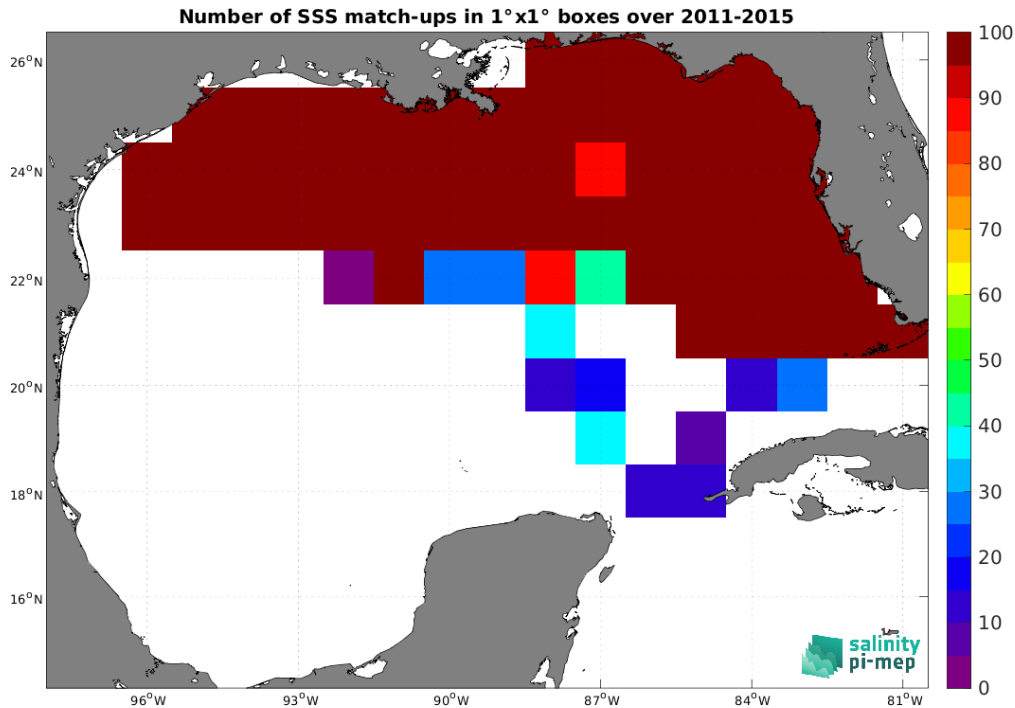 Number of SSS match-ups in 1°x1° boxes over 2011-2015
26°N
24°N
22°N
20°N
18°N
16°N
96°W
93°W
90°W
87°W
84°W
81°W
100
90
80
70
60
50
40
30
20
10
0
salinity
pi-mep